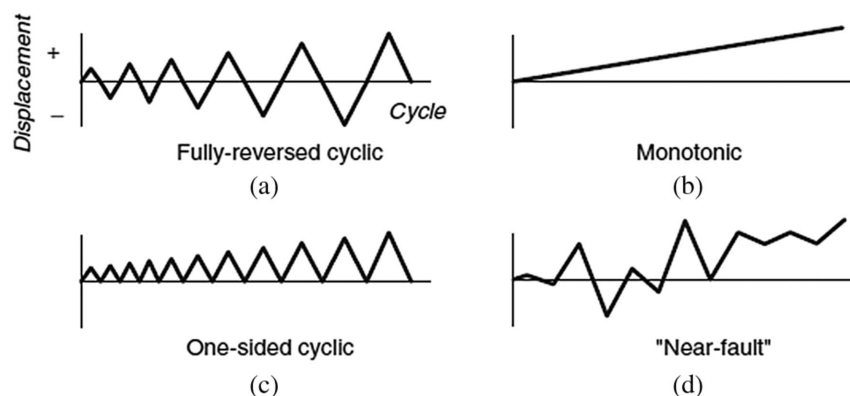 Displacement
+
−
Cycle
Fully-reversed cyclic
(a)
Monotonic
(b)
One-sided cyclic
(c)
"Near-fault"
(d)